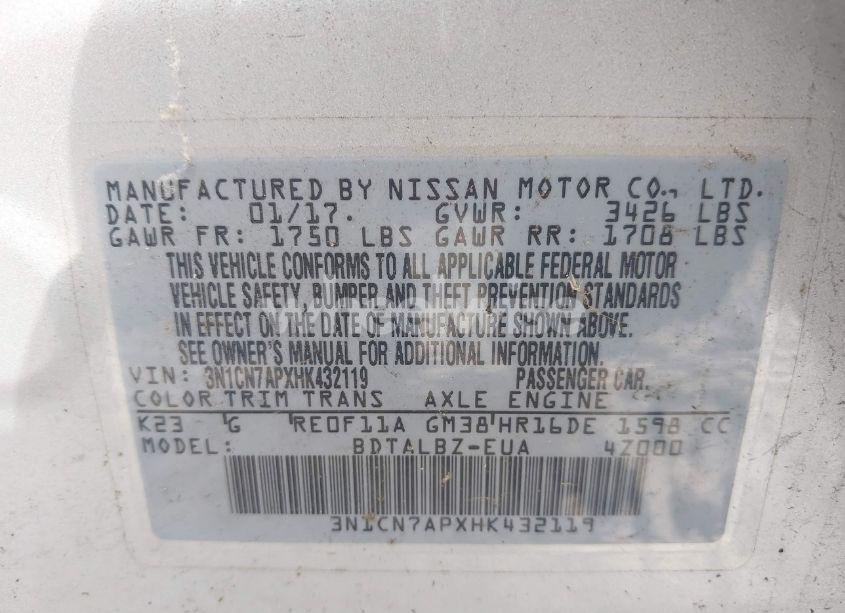 MANUFACTURED BY NISSAN MOTOR CO., LTD.
DATE: 01/17. GVWR: 3426 LBS
GAWR FR: 1750 LBS GAWR RR: 1708 LBS
THIS VEHICLE CONFORMS TO ALL APPLICABLE FEDERAL MOTOR
VEHICLE SAFETY, BUMPER AND THEFT PREVENTION STANDARDS
IN EFFECT ON THE DATE OF MANUFACTURE SHOWN ABOVE.
SEE OWNER'S MANUAL FOR ADDITIONAL INFORMATION.
VIN: 3N1CN7APXHK432119 PASSENGER CAR.
COLOR TRIM TRANS AXLE ENGINE
K23 G RE0F11A GM38 HR16DE 1598 CC
MODEL: BDTALBZ-EUA 4Z000
3N1CN7APXHK432119